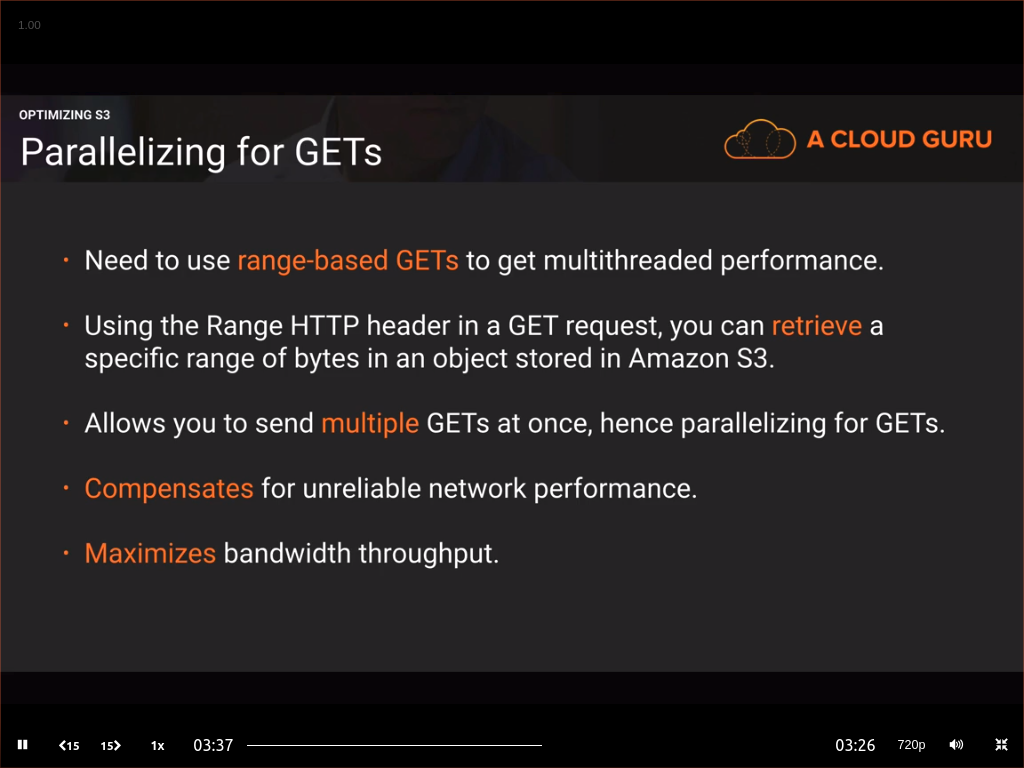 1.00
OPTIMIZING S3
Parallelizing for GETs
A CLOUD GURU
• Need to use range-based GETs to get multithreaded performance.
• Using the Range HTTP header in a GET request, you can retrieve a
specific range of bytes in an object stored in Amazon S3.
• Allows you to send multiple GETs at once, hence parallelizing for GETs.
• Compensates for unreliable network performance.
• Maximizes bandwidth throughput.
15 15 1x 03:37 03:26 720p